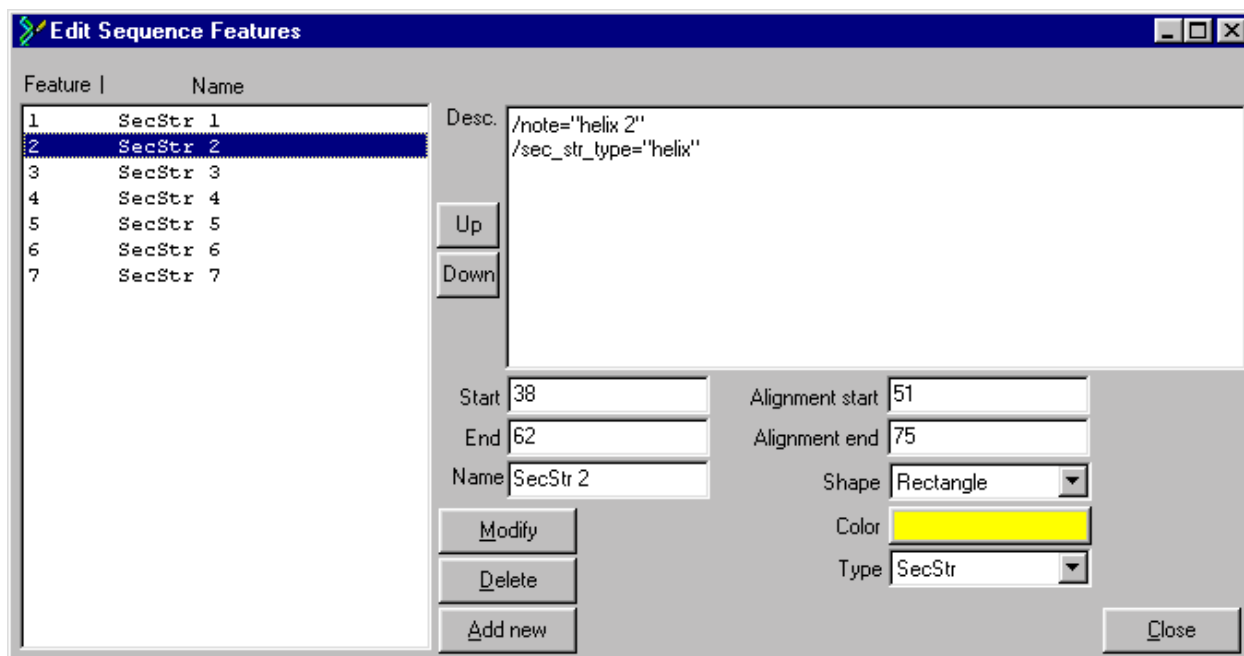 Edit Sequence Features
Feature | Name
1 SecStr 1
2 SecStr 2
3 SecStr 3
4 SecStr 4
5 SecStr 5
6 SecStr 6
7 SecStr 7
Desc.
/note="helix 2"
/sec_str_type="helix"
Up
Down
Start 38
End 62
Name SecStr 2
Modify
Delete
Add new
Alignment start 51
Alignment end 75
Shape Rectangle
Color
Type SecStr
Close